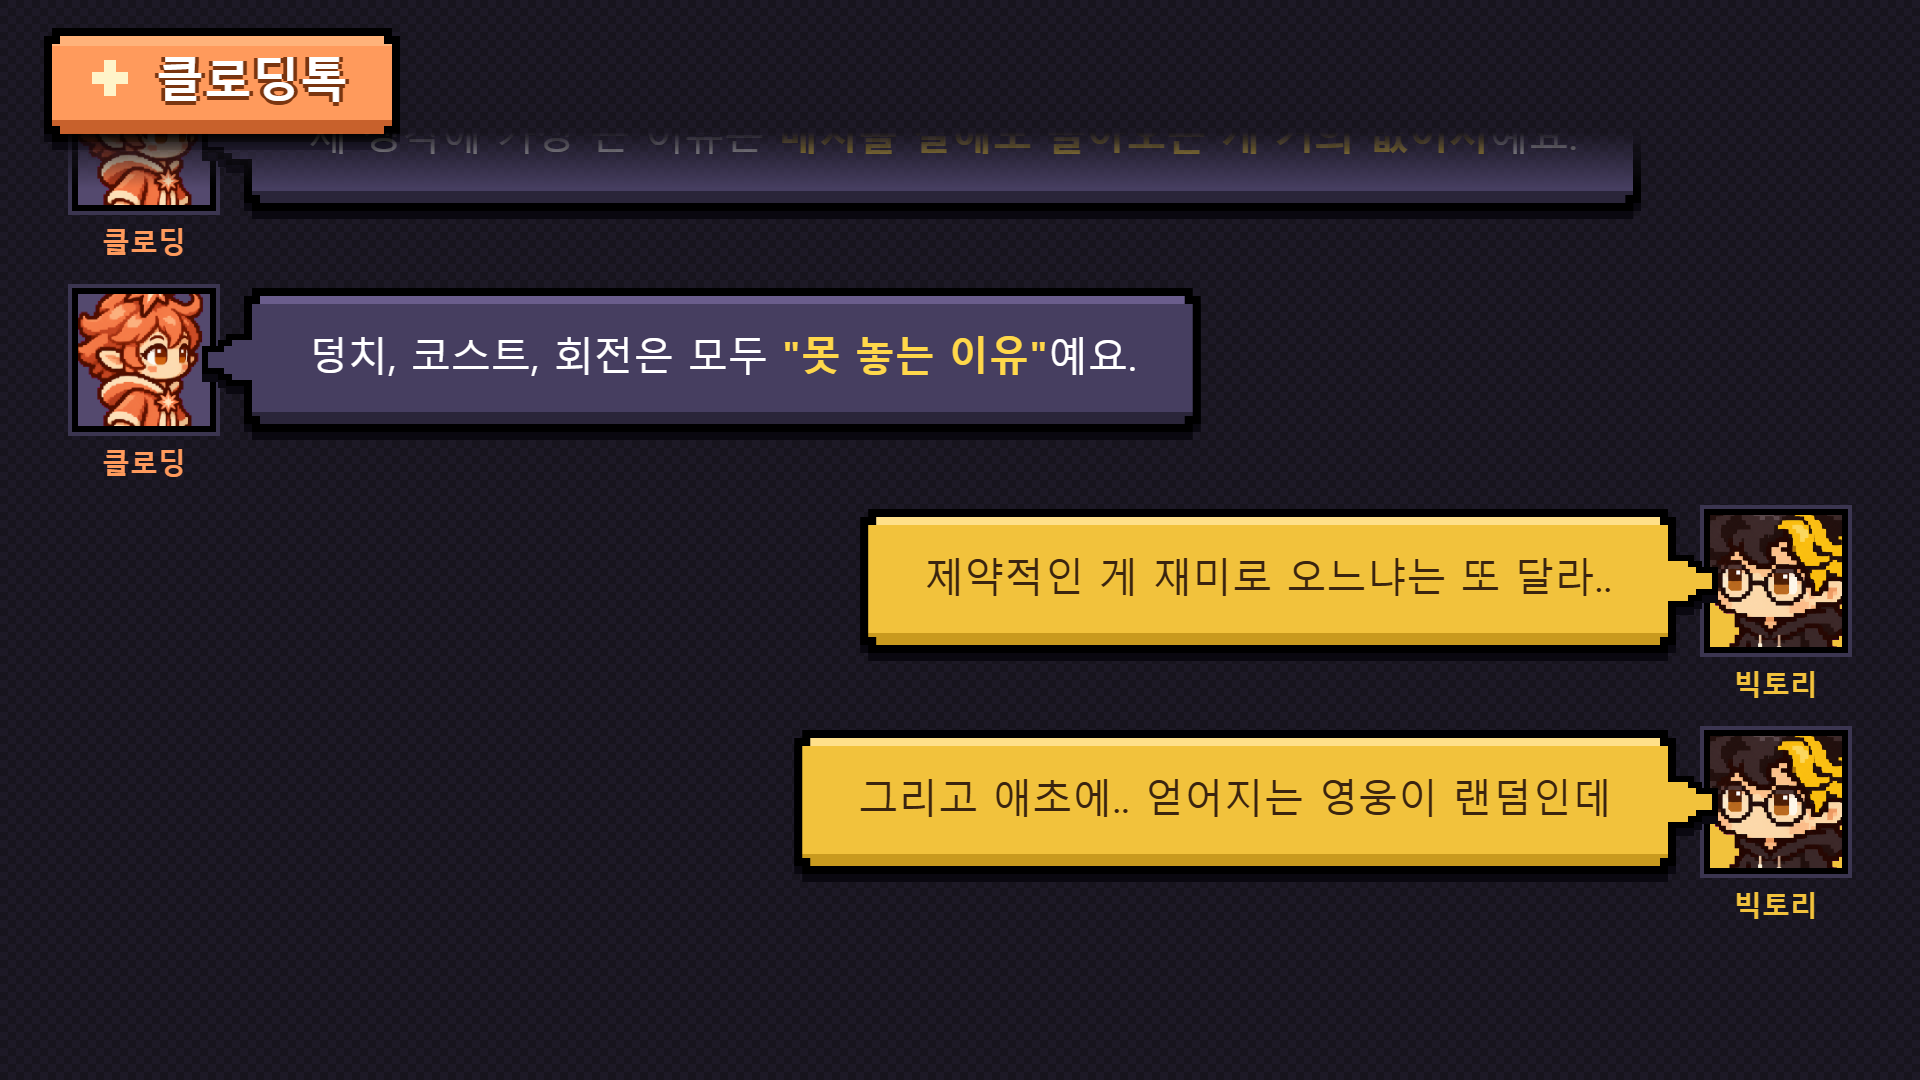 클로딩톡
이유는
클로딩
덩치, 코스트, 회전은 모두 "못 놓는 이유"예요.
클로딩
제약적인 게 재미로 오느냐는 또 달라..
빅토리
그리고 애초에.. 얻어지는 영웅이 랜덤인데
빅토리